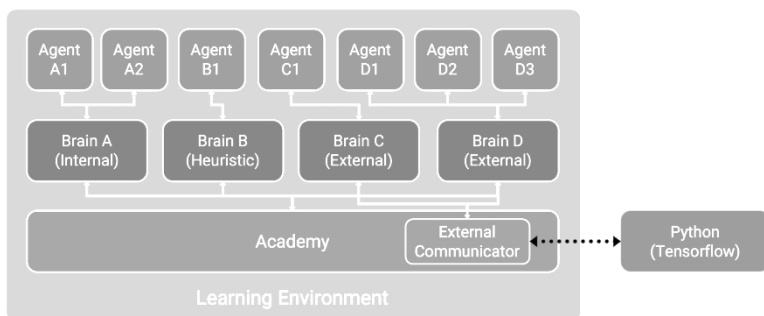 Agent Agent Agent Agent Agent Agent Agent
A1 A2 B1 C1 D1 D2 D3
Brain A Brain B Brain C Brain D
(Internal) (Heuristic) (External) (External)
Academy
External
Communicator
Python
(Tensorflow)
Learning Environment